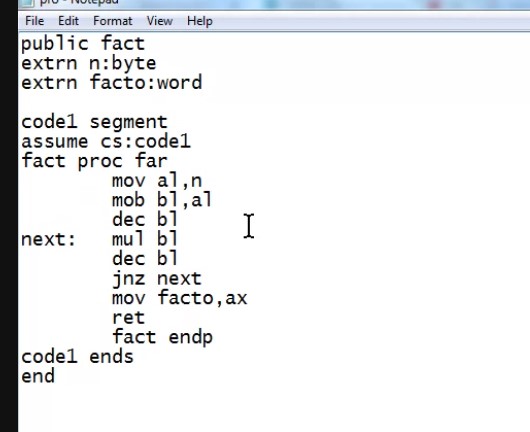 pro - Notepad
File Edit Format View Help
public fact
extrn n:byte
extrn facto:word
code1 segment
assume cs:code1
fact proc far
mov al,n
mob bl,al
dec bl
next: mul bl
dec bl
jnz next
mov facto,ax
ret
fact endp
code1 ends
end